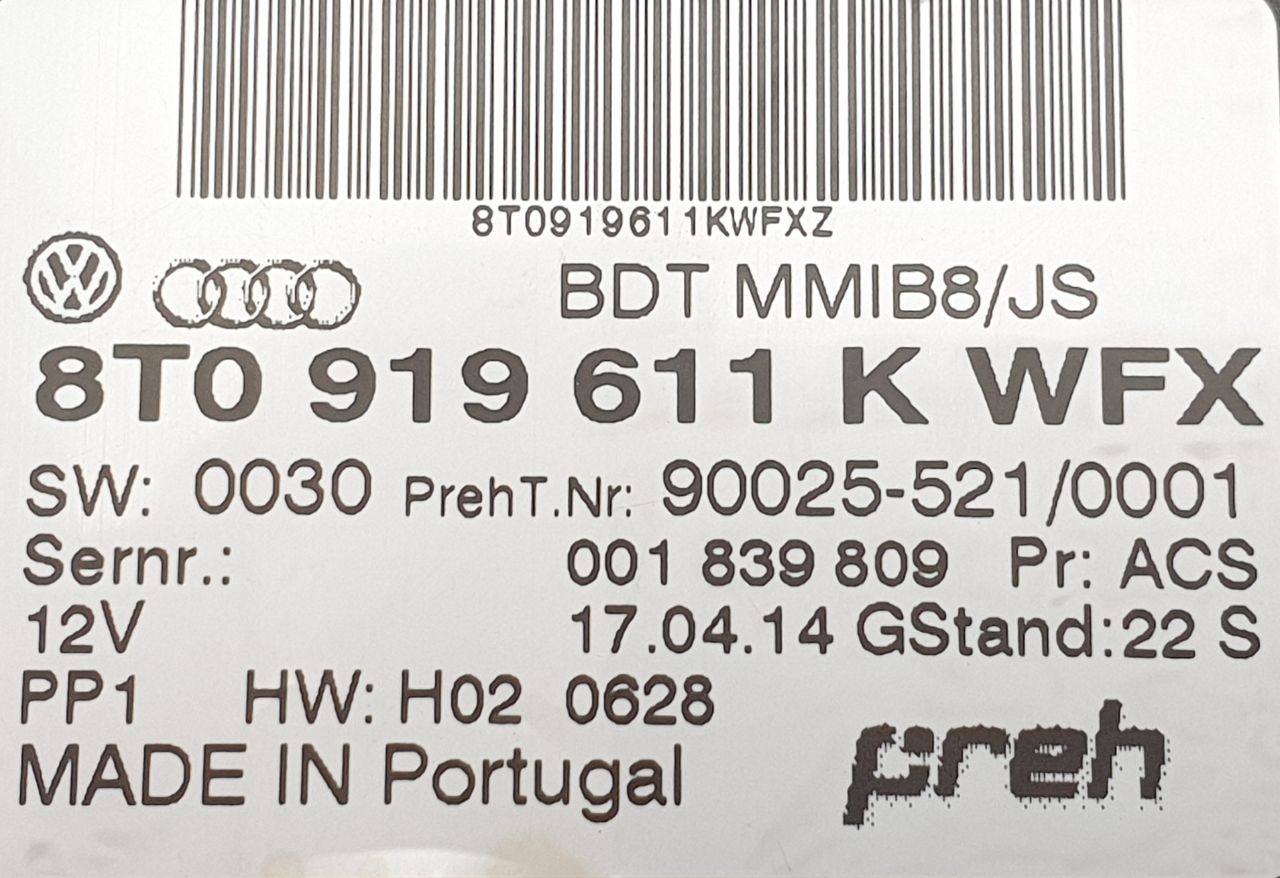 8T0919611KWFXZ
BDT MMIB8/JS
8T0 919 611 K WFX
SW: 0030 PrehT.Nr: 90025-521/0001
Sernr.: 001 839 809 Pr: ACS
12V 17.04.14 GStand:22 S
PP1 HW: H02 0628
MADE IN Portugal preh